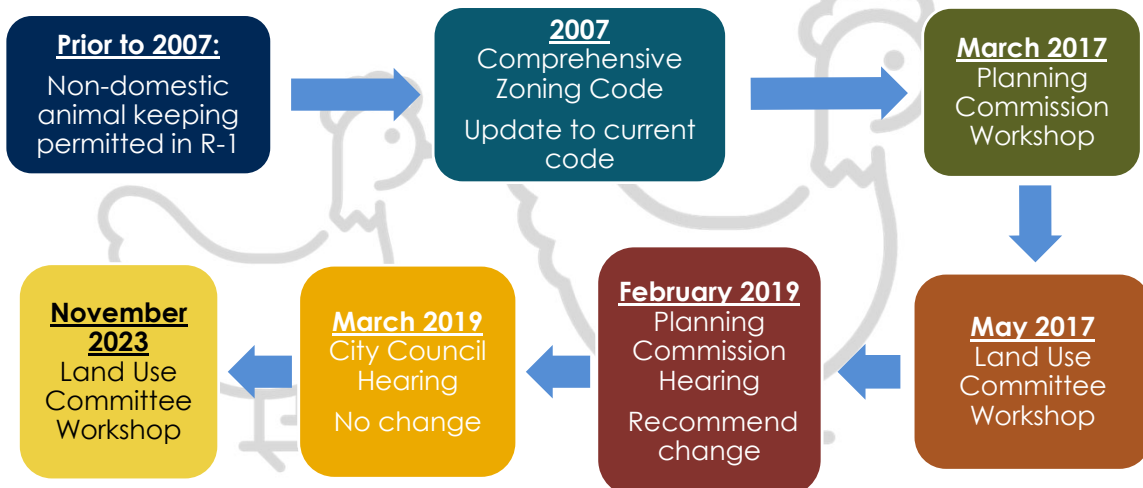 Prior to 2007:
Non-domestic
animal keeping
permitted in R-1
2007
Comprehensive
Zoning Code
Update to current
code
March 2017
Planning
Commission
Workshop
May 2017
Land Use
Committee
Workshop
February 2019
Planning
Commission
Hearing
Recommend
change
March 2019
City Council
Hearing
No change
November
2023
Land Use
Committee
Workshop